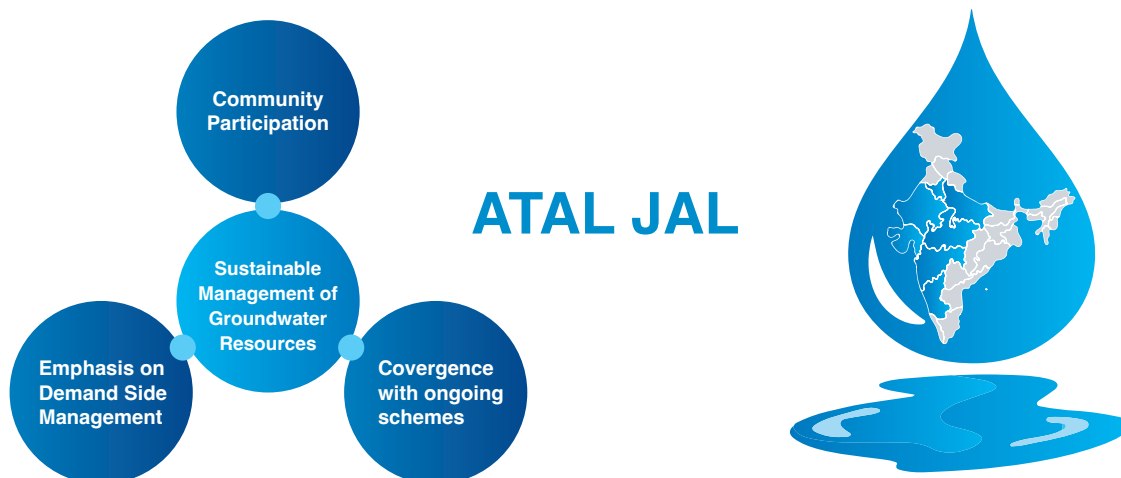 Community
Participation
ATAL JAL
Sustainable
Management of
Groundwater
Resources
Emphasis on
Demand Side
Management
Covergence
with ongoing
schemes